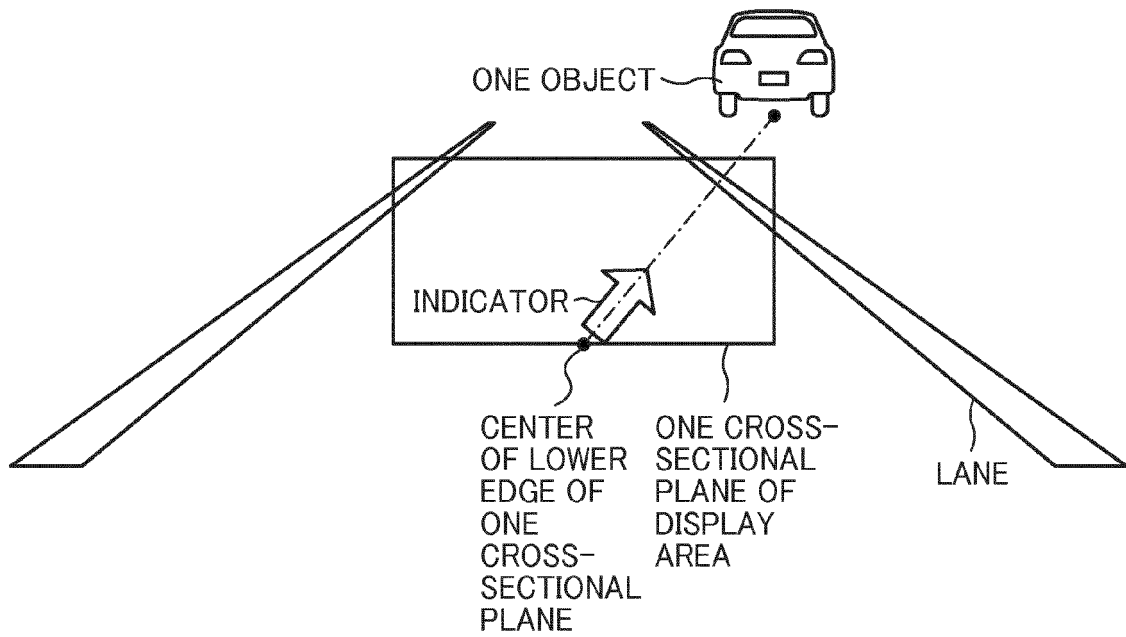 ONE OBJECT
INDICATOR
CENTER
OF LOWER
EDGE OF
ONE
CROSS-
SECTIONAL
PLANE
ONE CROSS-
SECTIONAL
PLANE OF
DISPLAY
AREA
LANE